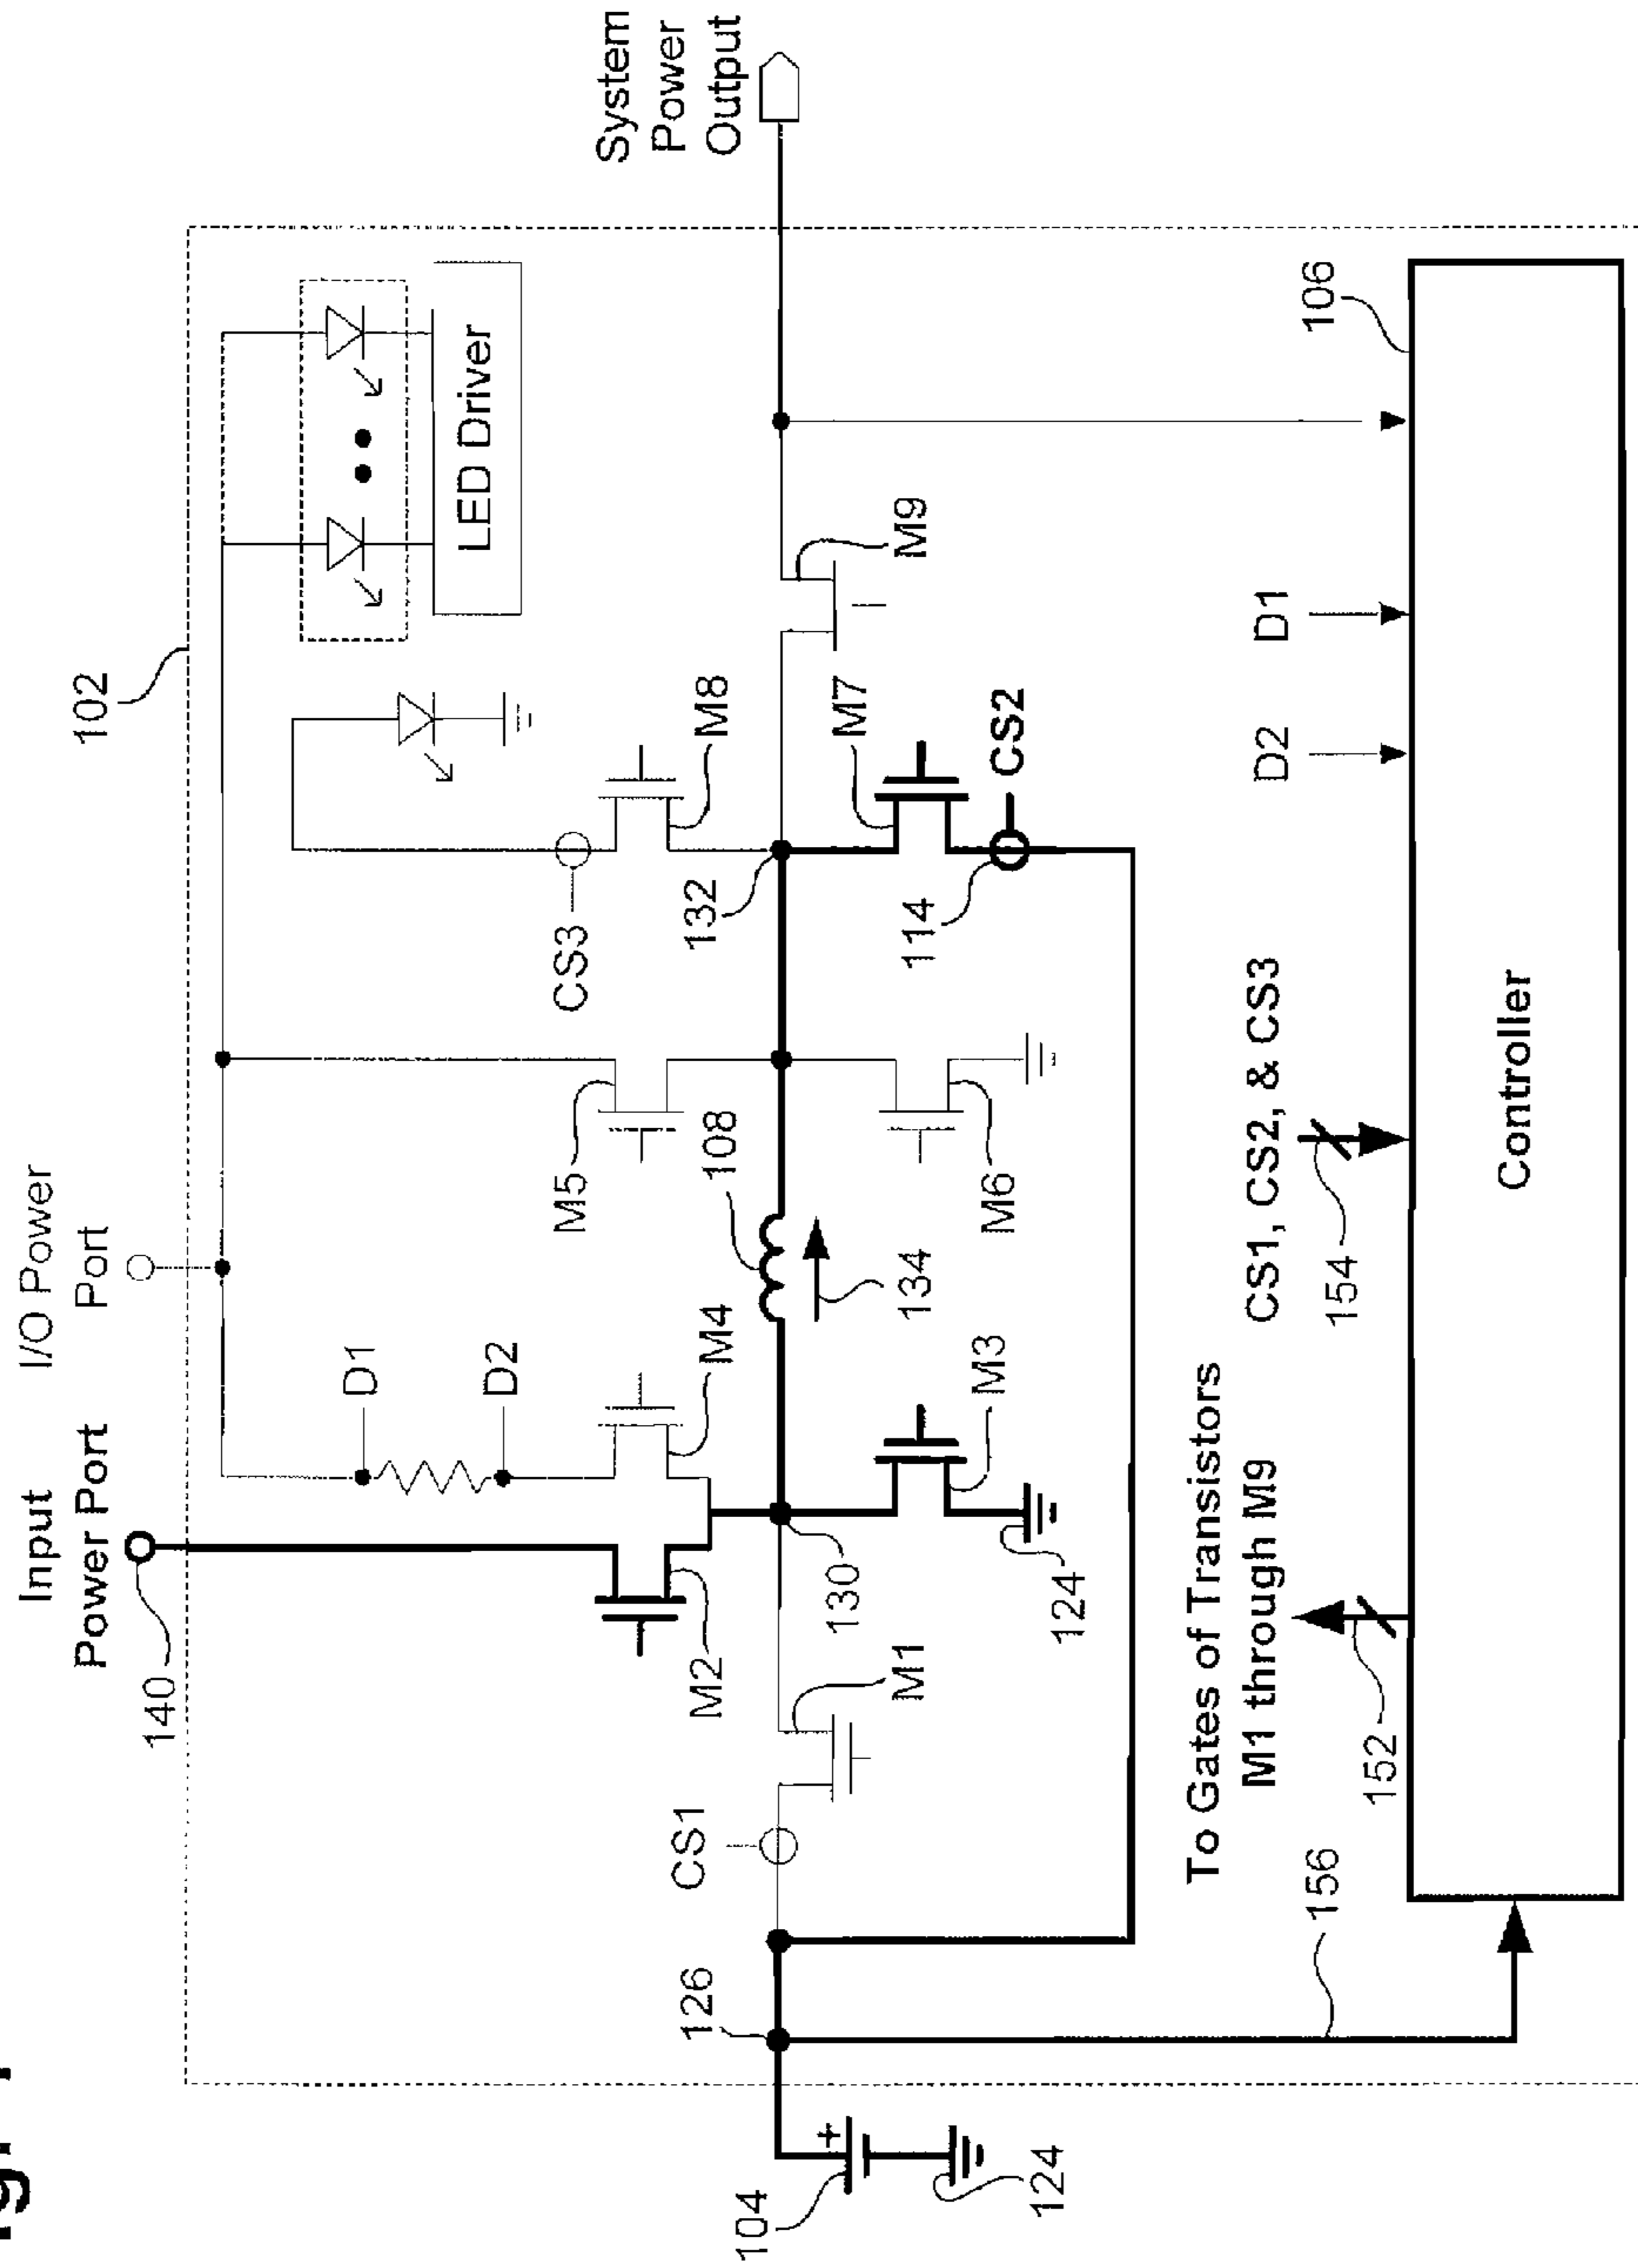 Input
Power Port
I/O Power
Port
102
140
D1
D2
LED Driver
M5
CS3
System
Power
Output
CS1
126
M2
M4
108
132
M8
104
+
130
M7
M1
134
114
M9
M3
M6
CS2
124
124
To Gates of Transistors
M1 through M9
CS1, CS2, & CS3
D2
D1
156
152
154
106
Controller